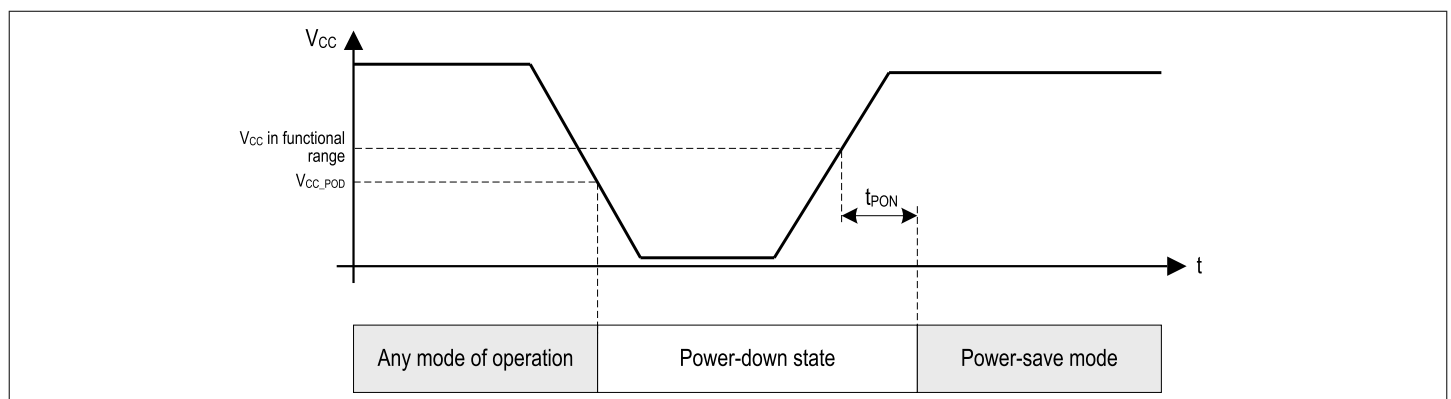 VCC
VCC in functional
range
VCC_POD
tPON
t
Any mode of operation
Power-down state
Power-save mode